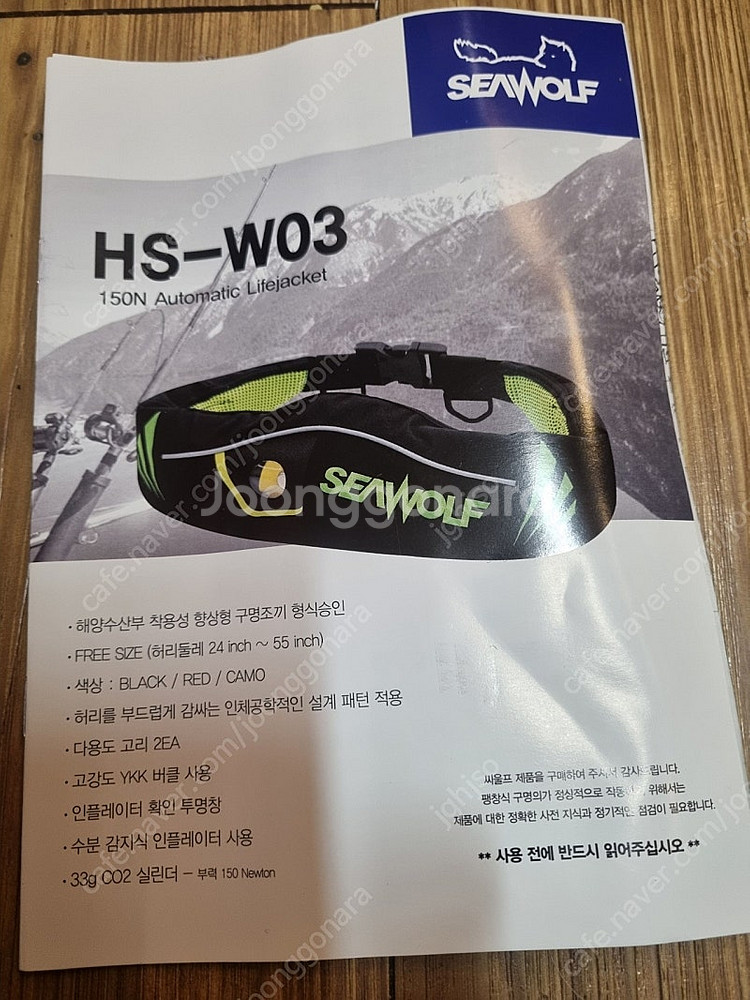 SEAWOLF
HS-W03
150N Automatic Lifejacket
SEAWOLF
Joonggonara
· 해양수산부 착용성 향상형 구명조끼 형식승인
· FREE SIZE (허리둘레 24 inch ~ 55 inch)
· 색상 : BLACK / RED / CAMO
· 허리를 부드럽게 감싸는 인체공학적인 설계 패턴 적용
· 다용도 고리 2EA
· 고강도 YKK 버클 사용
· 인플레이터 확인 투명창
· 수분 감지식 인플레이터 사용
· 33g CO2 실린더 - 부력 150 Newton
씨울프 제품을 구매하여 주셔서 감사드립니다.
팽창식 구명의가 정상적으로 작동하기 위해서는
제품에 대한 정확한 사전 지식과 정기적인 점검이 필요합니다.
** 사용 전에 반드시 읽어주십시오 **
cafe.naver.com/joonggonara
jghiso